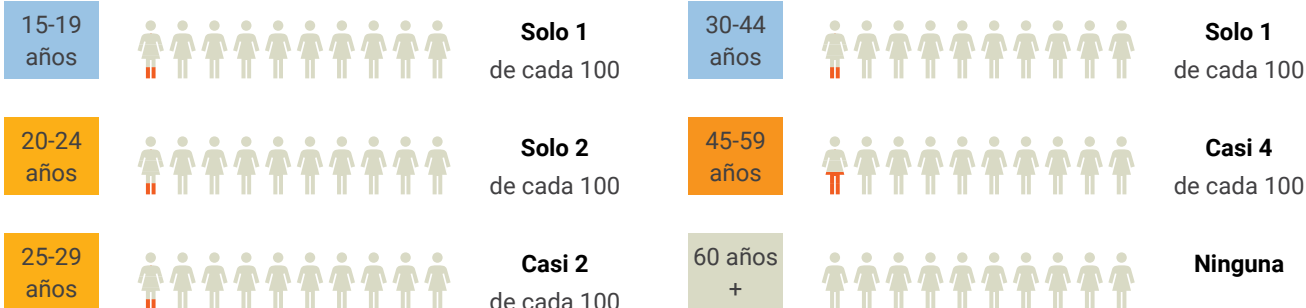 15-19
años
Solo 1
de cada 100
20-24
años
Solo 2
de cada 100
25-29
años
Casi 2
de cada 100
30-44
años
Solo 1
de cada 100
45-59
años
Casi 4
de cada 100
60 años
+
Ninguna